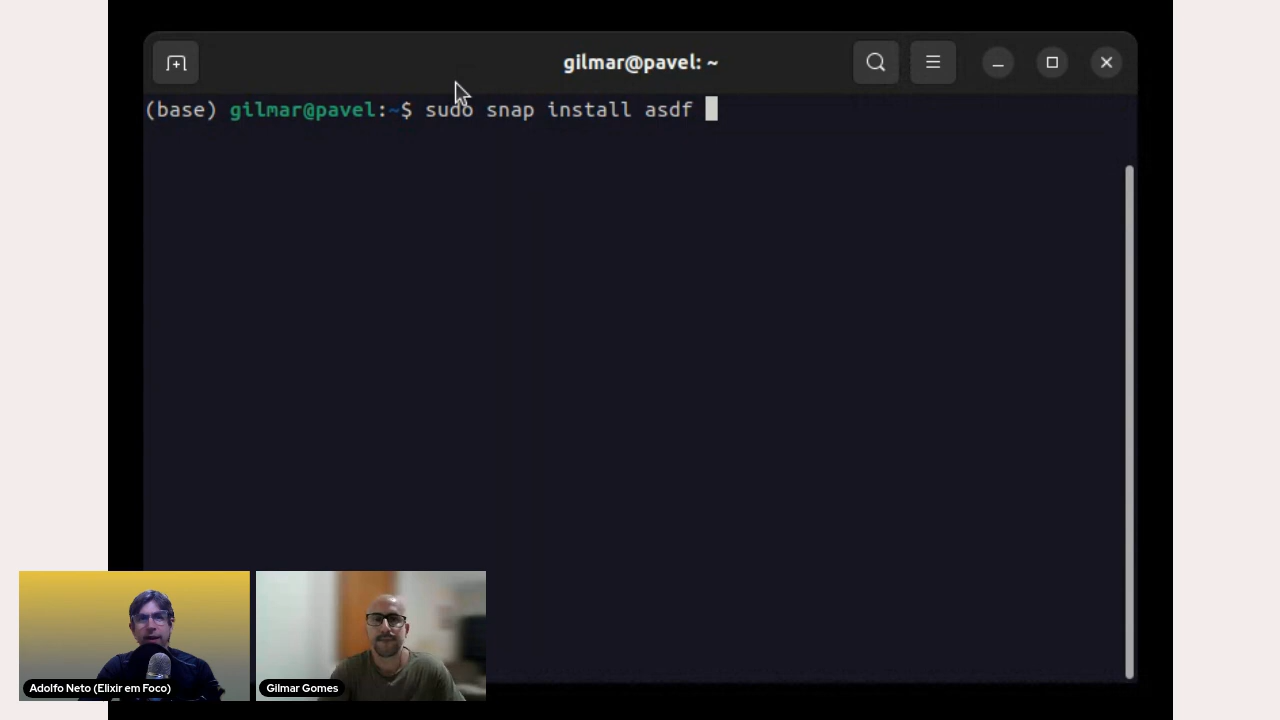 gilmar@pavel: ~
(base) gilmar@pavel:~$ sudo snap install asdf
Adolfo Neto (Elixir em Foco)
Gilmar Gomes